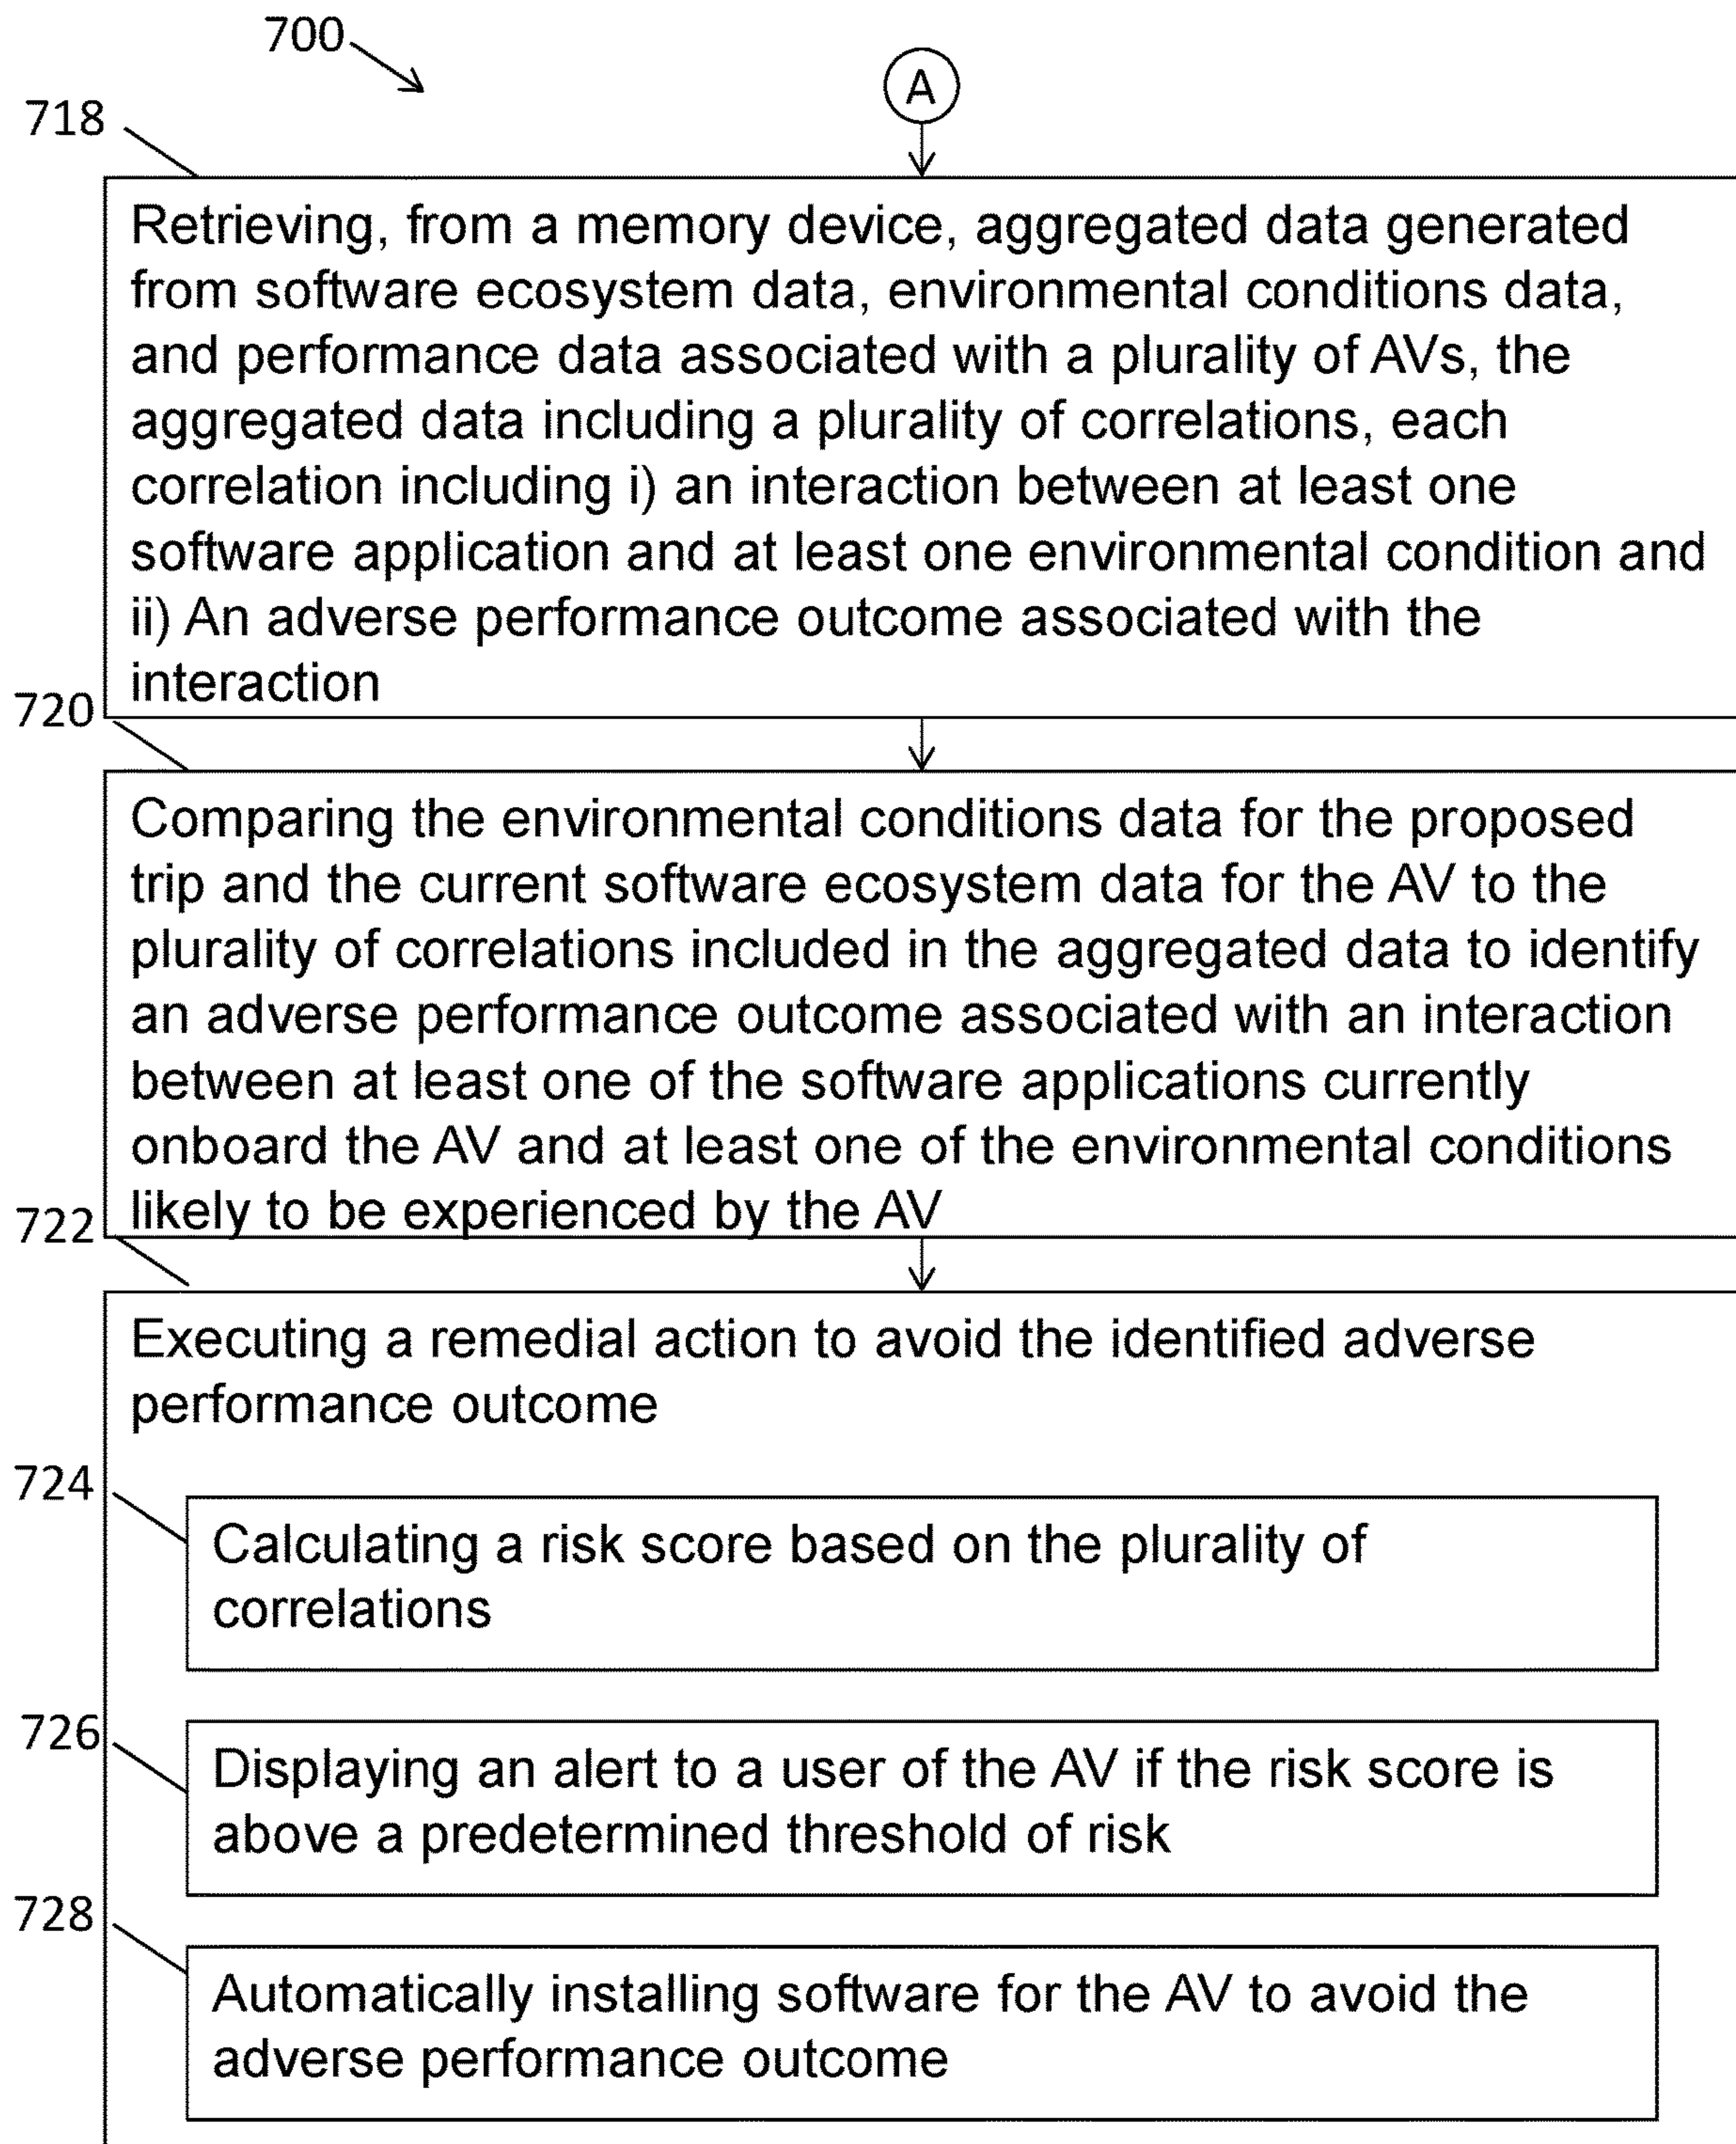 700
A
718
Retrieving, from a memory device, aggregated data generated
from software ecosystem data, environmental conditions data,
and performance data associated with a plurality of AVs, the
aggregated data including a plurality of correlations, each
correlation including i) an interaction between at least one
software application and at least one environmental condition and
ii) An adverse performance outcome associated with the
interaction
720
Comparing the environmental conditions data for the proposed
trip and the current software ecosystem data for the AV to the
plurality of correlations included in the aggregated data to identify
an adverse performance outcome associated with an interaction
between at least one of the software applications currently
onboard the AV and at least one of the environmental conditions
likely to be experienced by the AV
722
Executing a remedial action to avoid the identified adverse
performance outcome
724
Calculating a risk score based on the plurality of
correlations
726
Displaying an alert to a user of the AV if the risk score is
above a predetermined threshold of risk
728
Automatically installing software for the AV to avoid the
adverse performance outcome